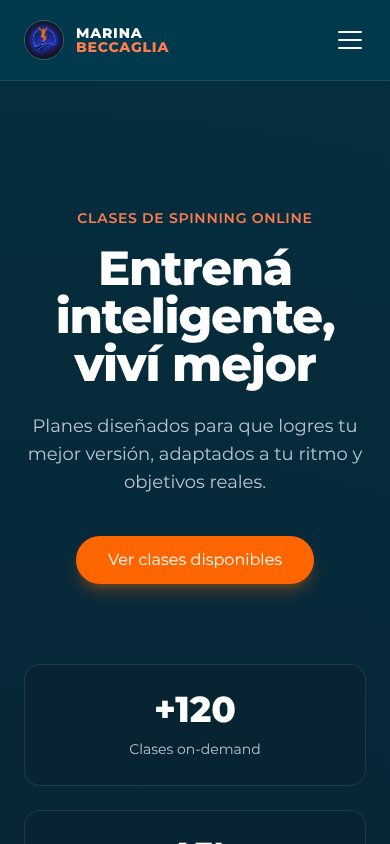 MARINA
BECCAGLIA
CLASES DE SPINNING ONLINE
Entrená
inteligente,
viví mejor
Planes diseñados para que logres tu
mejor versión, adaptados a tu ritmo y
objetivos reales.
Ver clases disponibles
+120
Clases on-demand